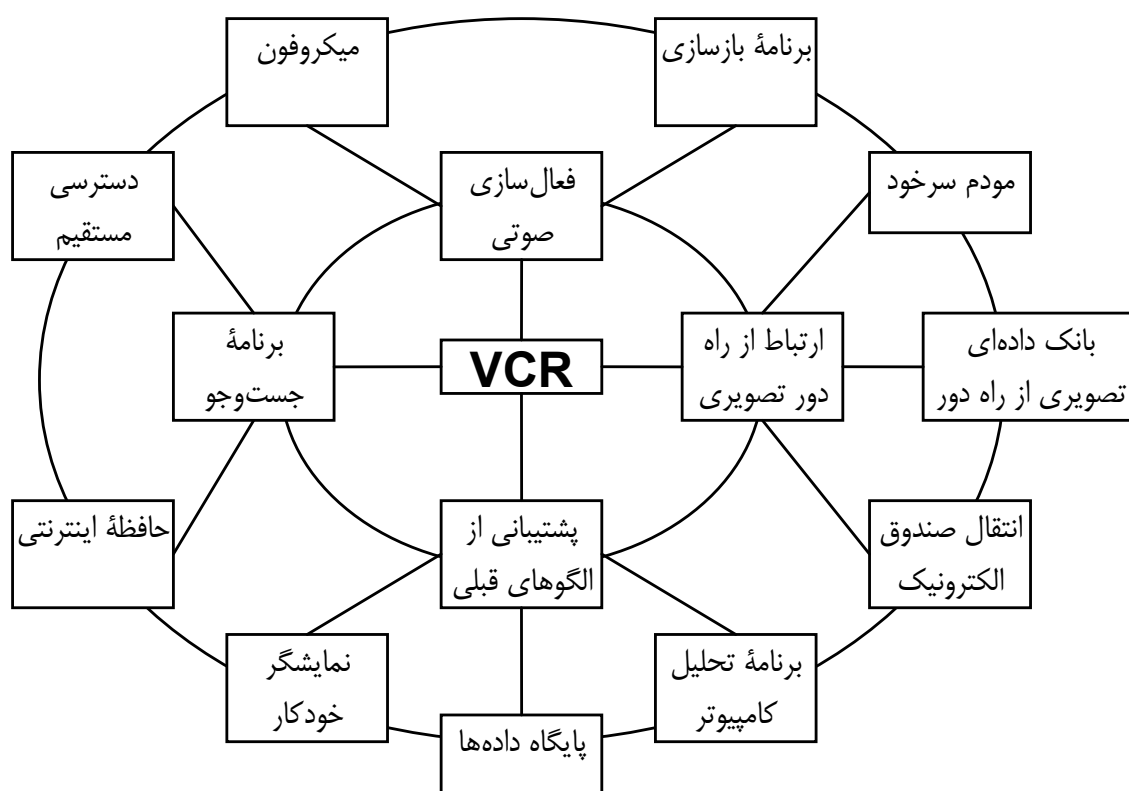 میکروفون
برنامهٔ بازسازی
دسترسی
مستقیم
فعال‌سازی
صوتی
مودم سرخود
برنامهٔ
جست‌وجو
VCR
ارتباط از راه
دور تصویری
بانک داده‌ای
تصویری از راه دور
حافظهٔ اینترنتی
پشتیبانی از
الگوهای قبلی
انتقال صندوق
الکترونیک
نمایشگر
خودکار
پایگاه داده‌ها
برنامهٔ تحلیل
کامپیوتر